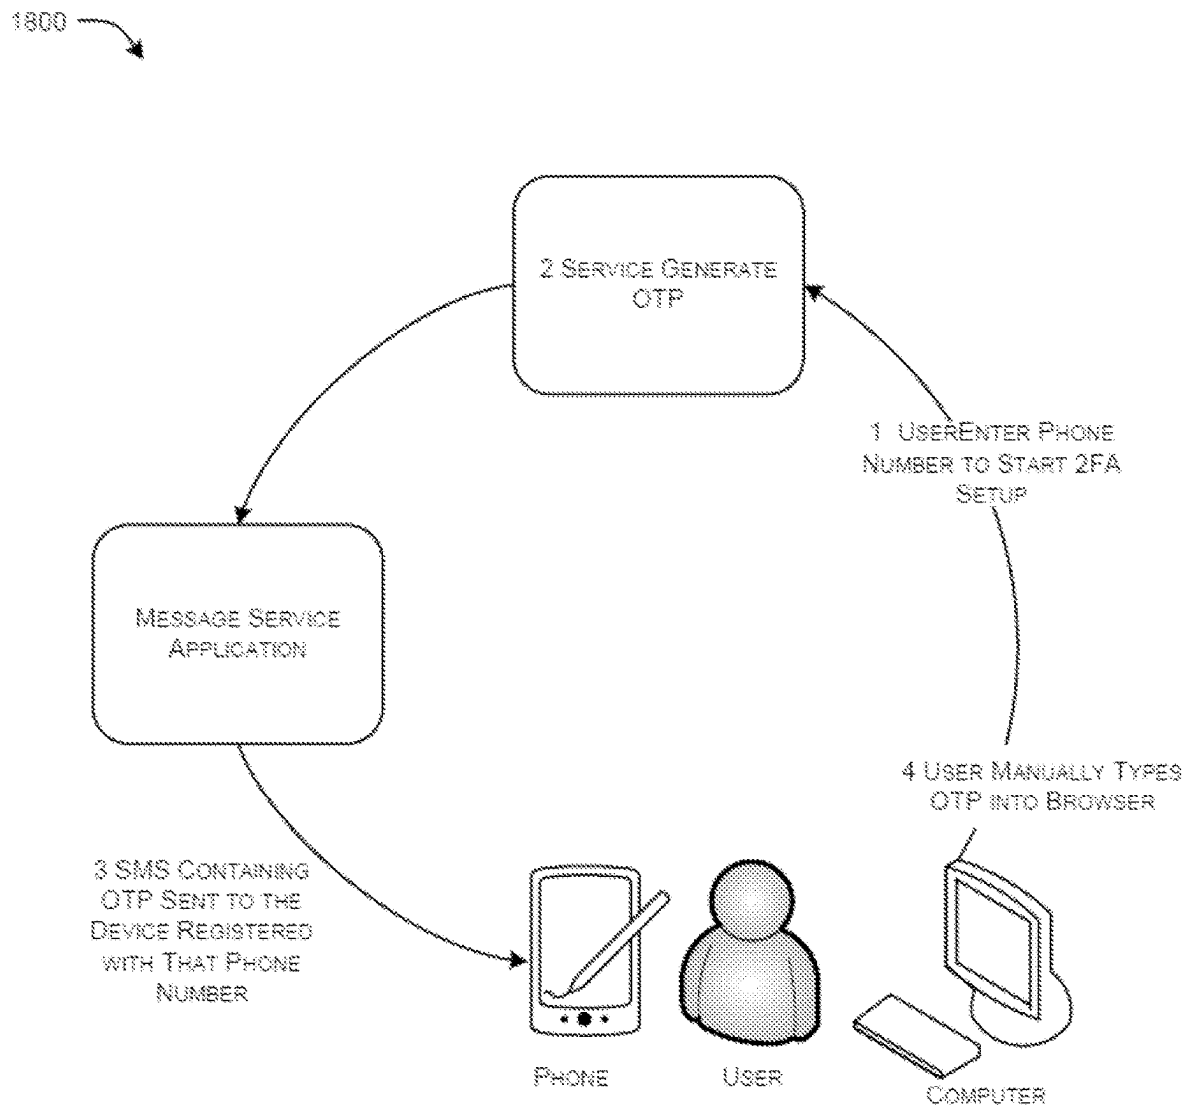 1800
2 SERVICE GENERATE
OTP
1 USERENTER PHONE
NUMBER TO START 2FA
SETUP
MESSAGE SERVICE
APPLICATION
4 USER MANUALLY TYPES
OTP INTO BROWSER
3 SMS CONTAINING
OTP SENT TO THE
DEVICE REGISTERED
WITH THAT PHONE
NUMBER
PHONE
USER
COMPUTER